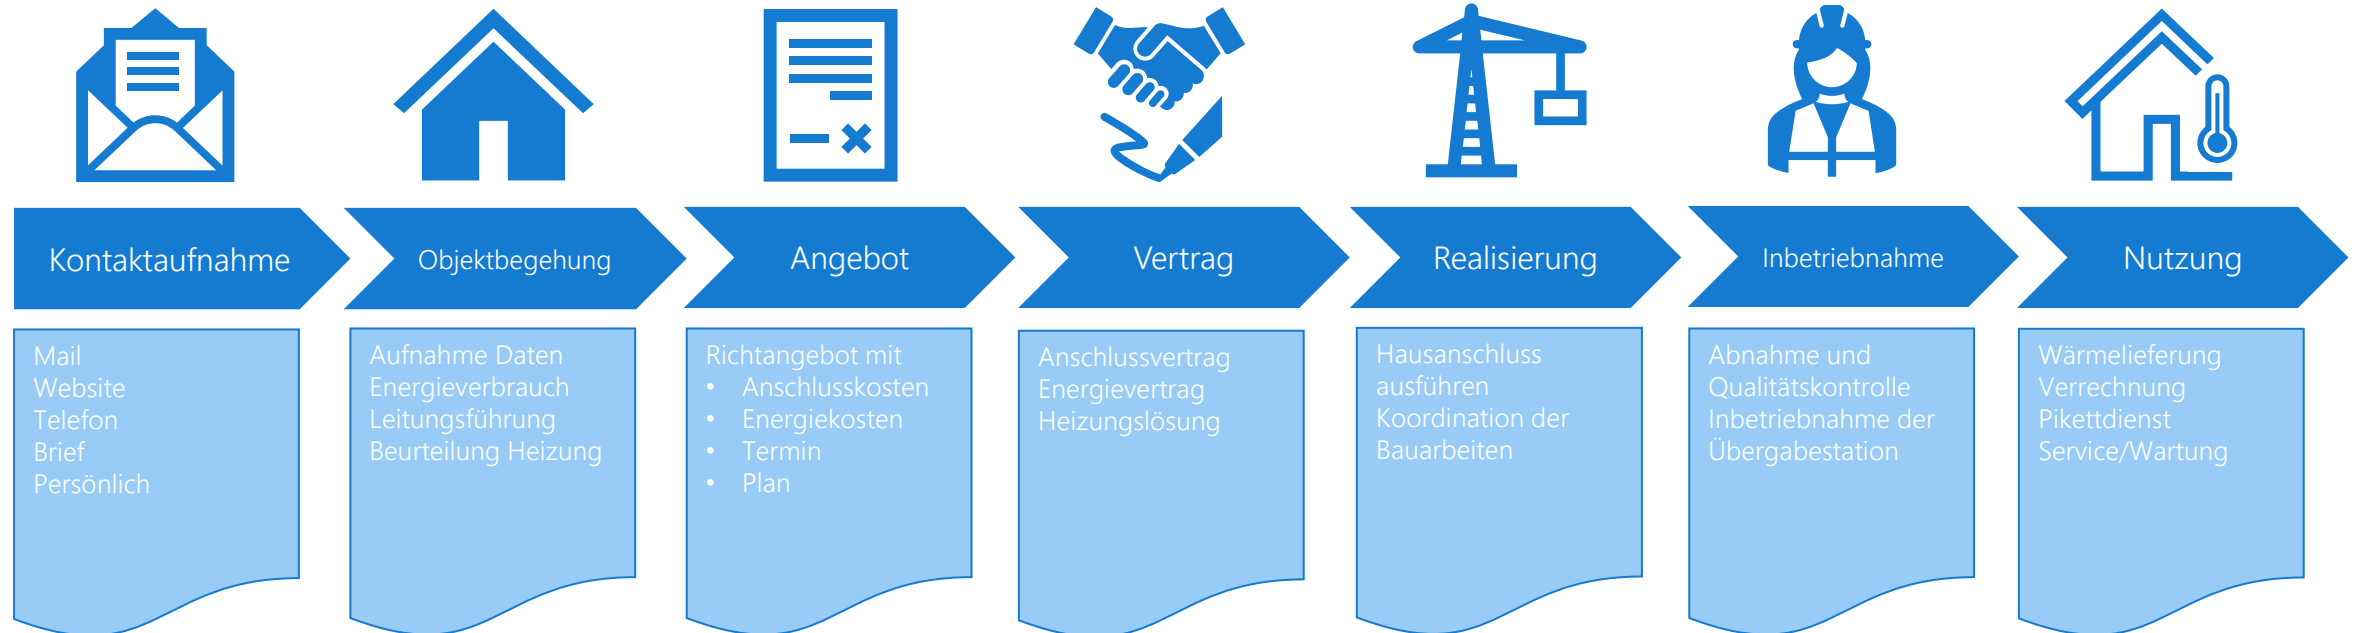 Kontaktaufnahme
Objektbegehung
Angebot
Vertrag
Realisierung
Inbetriebnahme
Nutzung
Mail
Website
Telefon
Brief
Persönlich
Aufnahme Daten
Energieverbrauch
Leitungsführung
Beurteilung Heizung
Richtangebot mit
• Anschlusskosten
• Energiekosten
• Termin
• Plan
Anschlussvertrag
Energievertrag
Heizungslösung
Hausanschluss
ausführen
Koordination der
Bauarbeiten
Abnahme und
Qualitätskontrolle
Inbetriebnahme der
Übergabestation
Wärmelieferung
Verrechnung
Pikettdienst
Service/Wartung